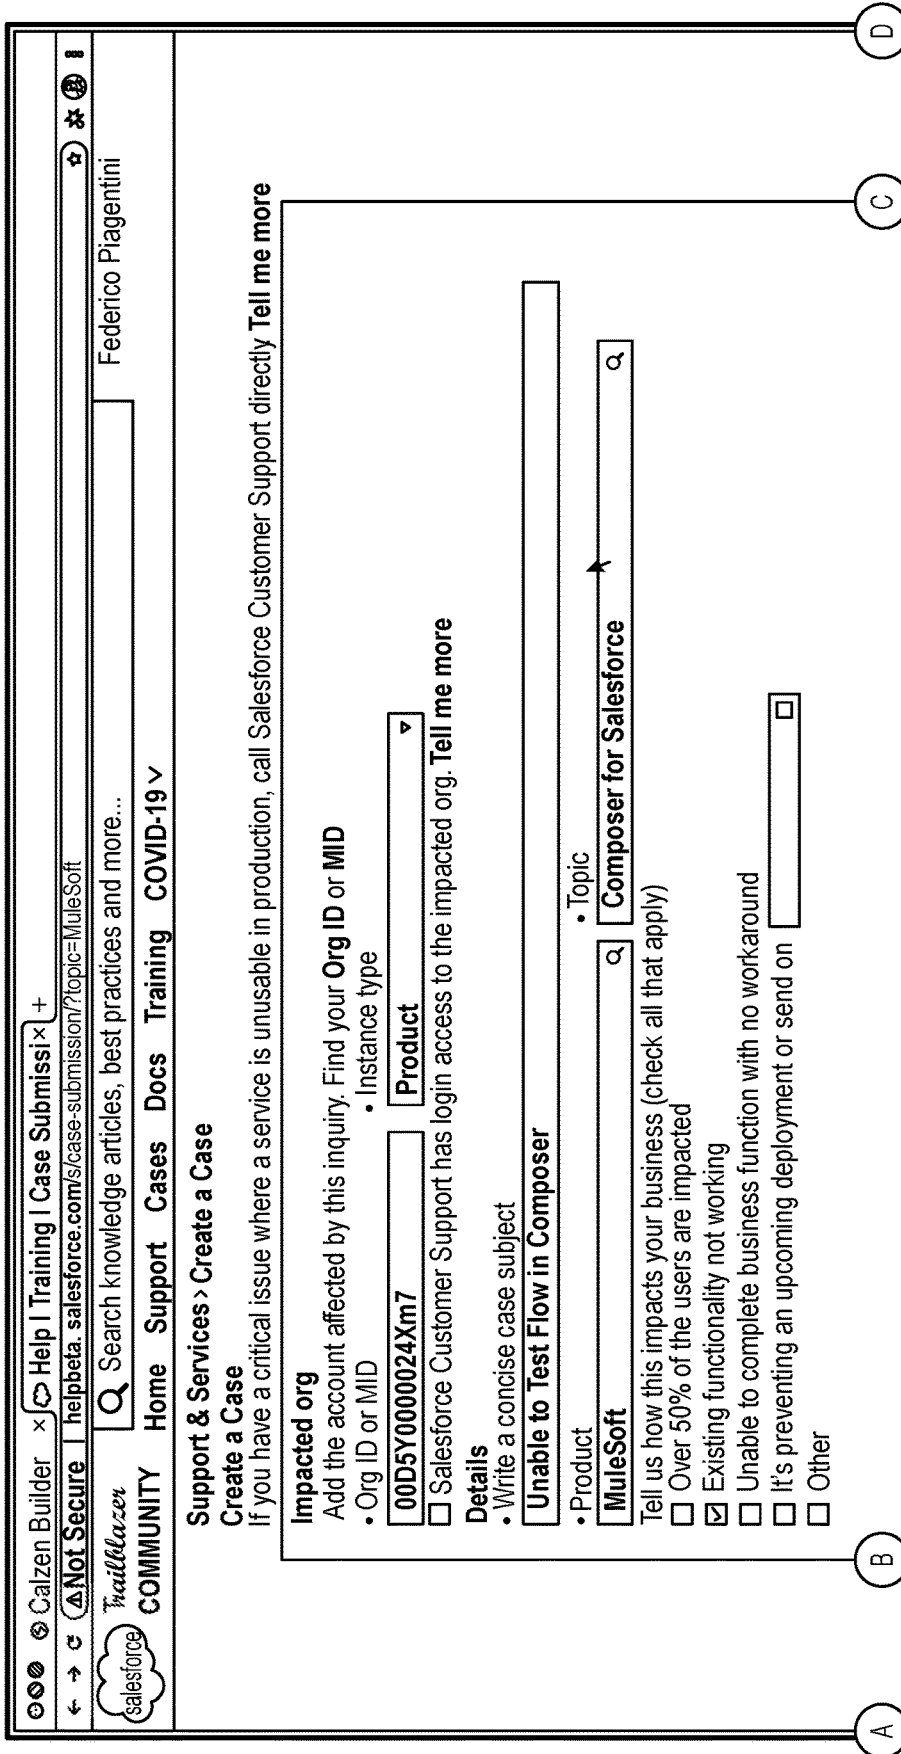 Calzen Builder × Help | Training | Case Submissi × +
Not Secure | helpbeta. salesforce.com/s/case-submission/?topic=MuleSoft
salesforce
Trailblazer
COMMUNITY
Search knowledge articles, best practices and more...
Federico Piagentini
Home Support Cases Docs Training COVID-19
Support & Services > Create a Case
Create a Case
If you have a critical issue where a service is unusable in production, call Salesforce Customer Support directly Tell me more
Impacted org
Add the account affected by this inquiry. Find your Org ID or MID
• Org ID or MID • Instance type
00D5Y0000024Xm7 Product
Salesforce Customer Support has login access to the impacted org. Tell me more
Details
• Write a concise case subject
Unable to Test Flow in Composer
• Product • Topic
MuleSoft Composer for Salesforce
Tell us how this impacts your business (check all that apply)
Over 50% of the users are impacted
Existing functionality not working
Unable to complete business function with no workaround
It's preventing an upcoming deployment or send on
Other
A B C D